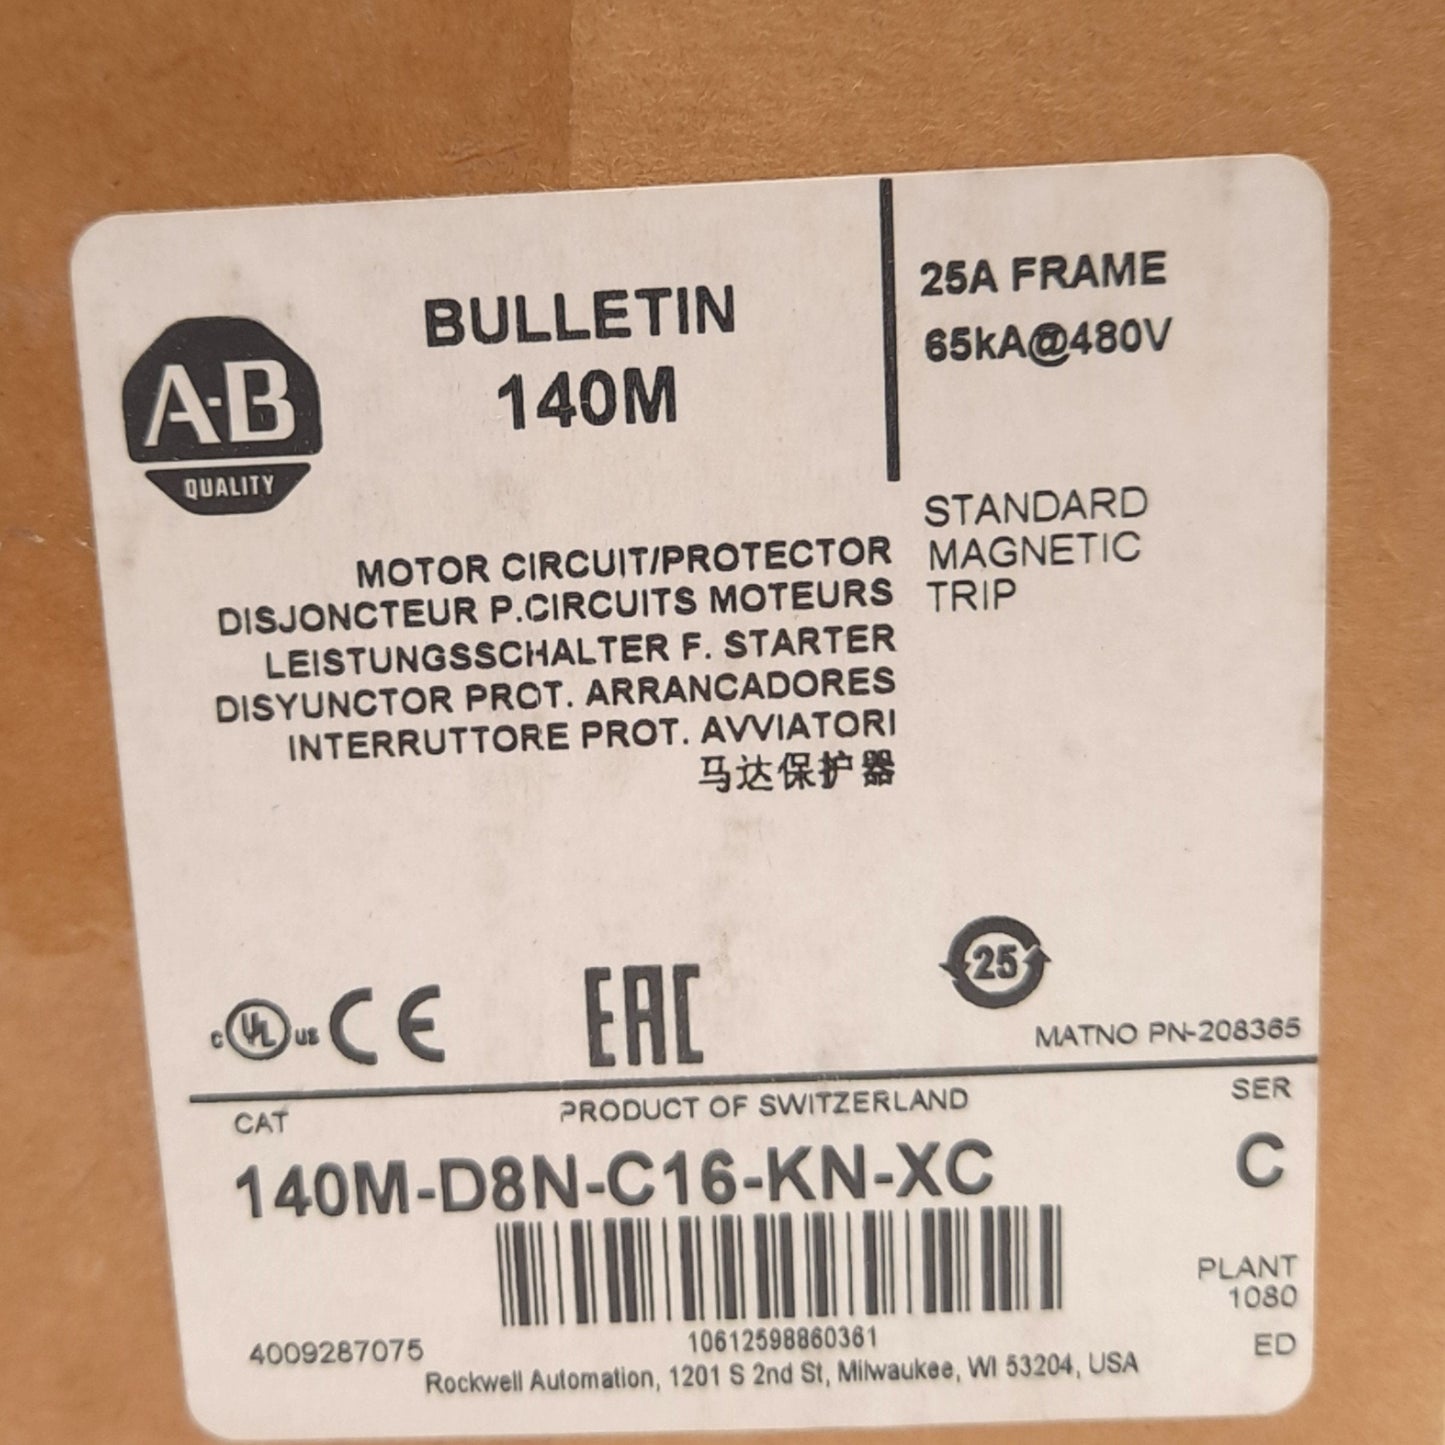 A-B
QUALITY
BULLETIN
140M
25A FRAME
65kA@480V
STANDARD
MAGNETIC
TRIP
MOTOR CIRCUIT/PROTECTOR
DISJONCTEUR P.CIRCUITS MOTEURS
LEISTUNGSSCHALTER F. STARTER
DISYUNCTOR PROT. ARRANCADORES
INTERRUTTORE PROT. AVVIATORI
马达保护器
c UL us CE
EAC
25
MATNO PN-208365
CAT
PRODUCT OF SWITZERLAND
SER
140M-D8N-C16-KN-XC
C
PLANT
1080
ED
10612598860361
4009287075
Rockwell Automation, 1201 S 2nd St, Milwaukee, WI 53204, USA